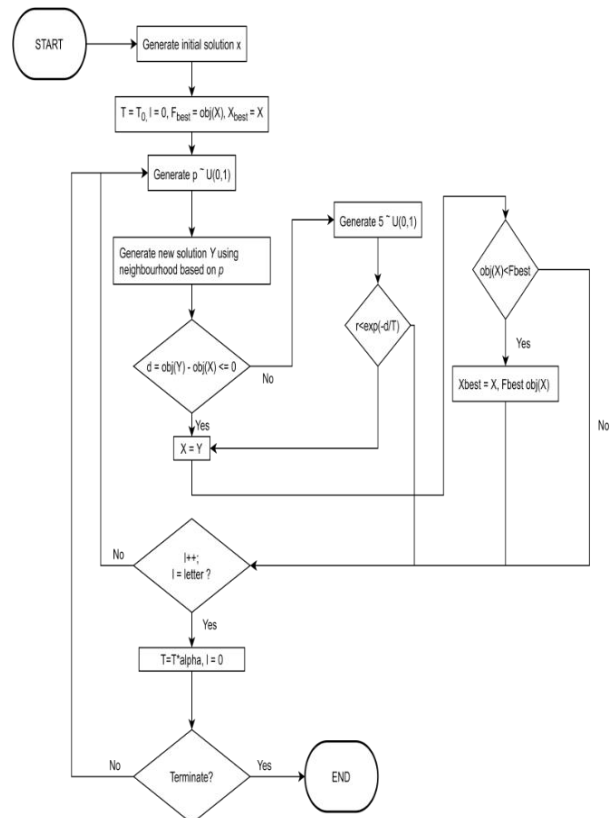 START
Generate initial solution x
T = T0, I = 0, Fbest = obj(X), Xbest = X
Generate p ~ U(0,1)
Generate new solution Y using
neighbourhood based on p
d = obj(Y) - obj(X) <= 0
No
Yes
X = Y
Generate 5 ~ U(0,1)
r<exp(-d/T)
obj(X)<Fbest
Yes
Xbest = X, Fbest obj(X)
No
I++;
I = letter ?
No
Yes
T=T*alpha, I = 0
Terminate?
No
Yes
END